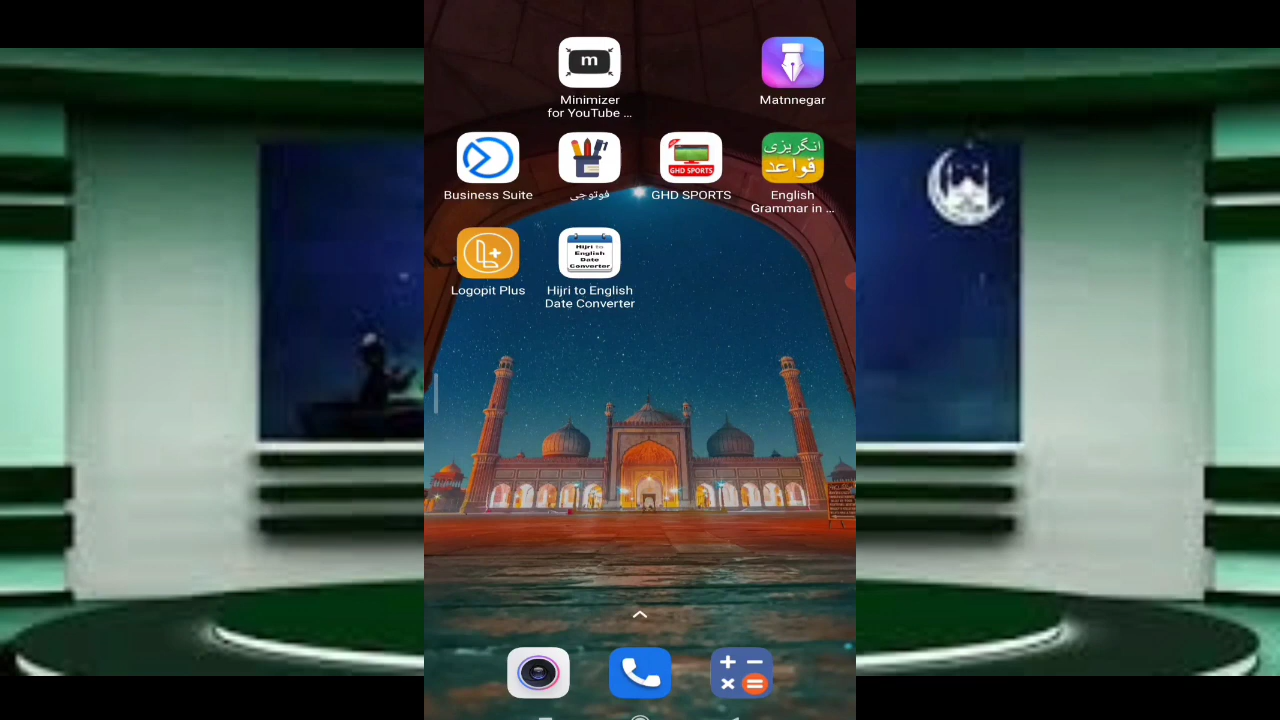 m
Minimizer
for YouTube ...
Matnnegar
Business Suite
فوتوجی
GHD SPORTS
GHD SPORTS
انگریزی
قواعد
English
Grammar in ...
L+
Logopit Plus
Hijri to
English
Date
Converter
Hijri to English
Date Converter